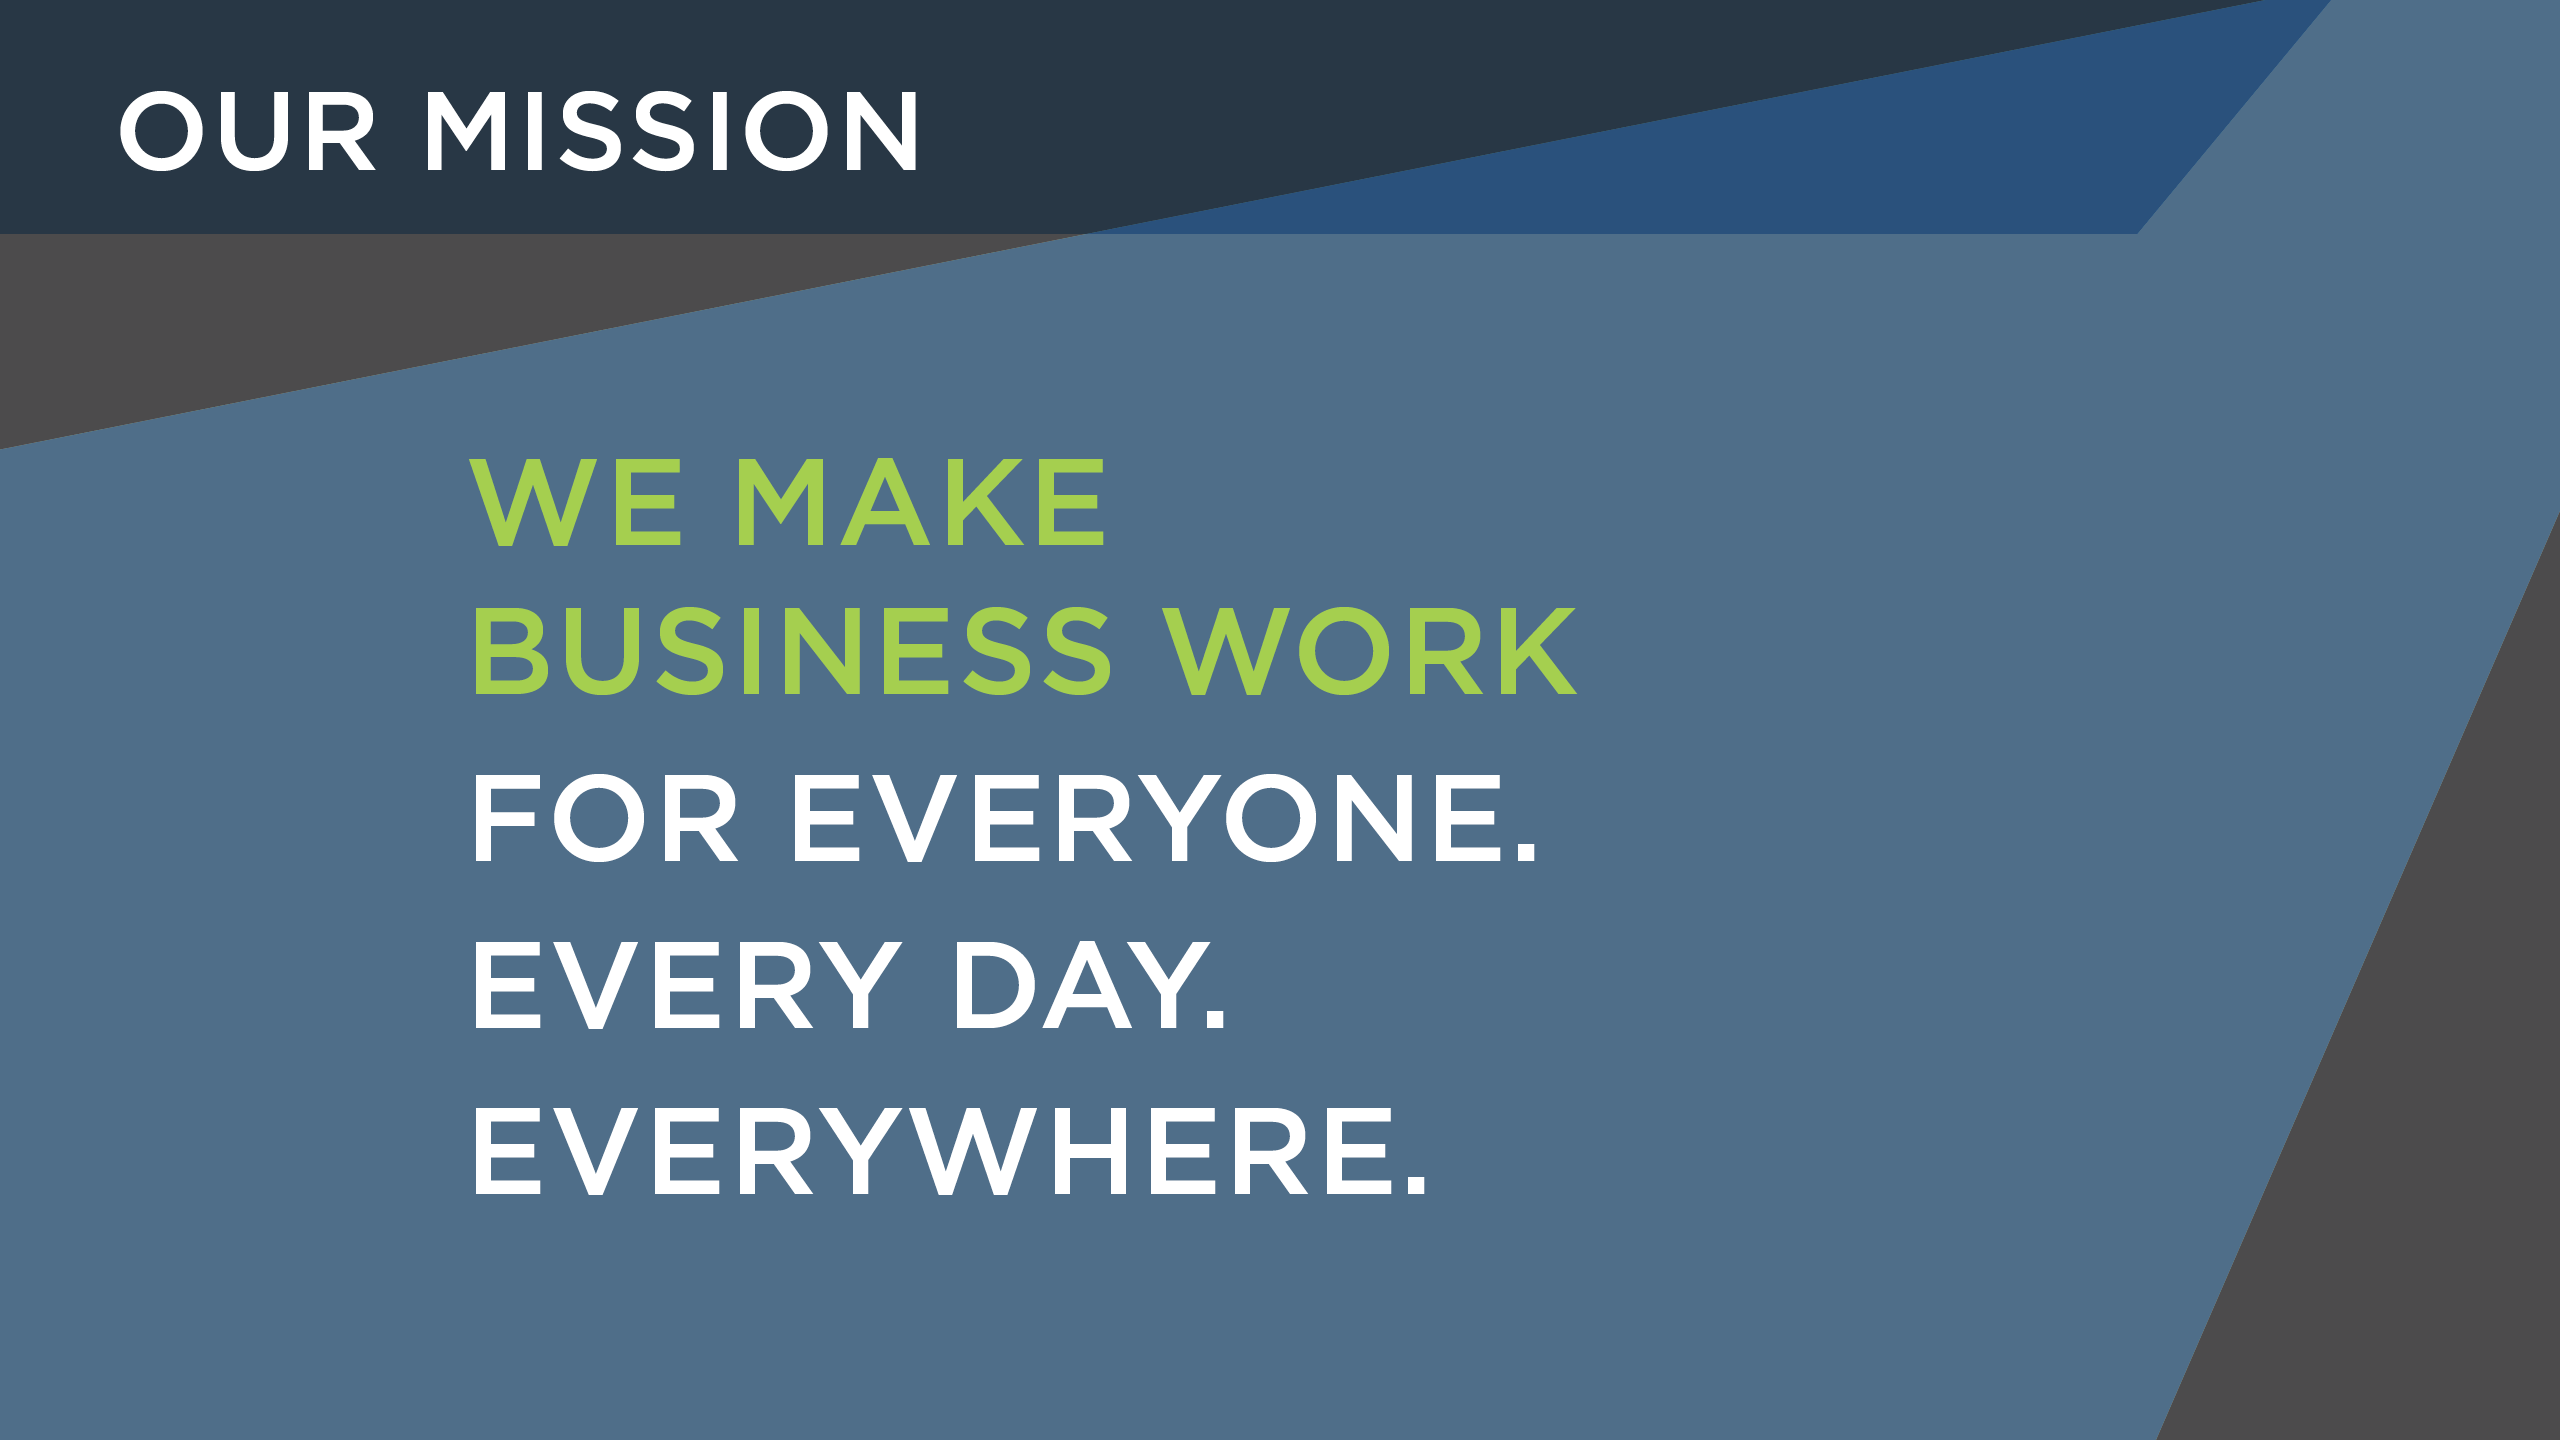 OUR MISSION
WE MAKE
BUSINESS WORK
FOR EVERYONE.
EVERY DAY.
EVERYWHERE.